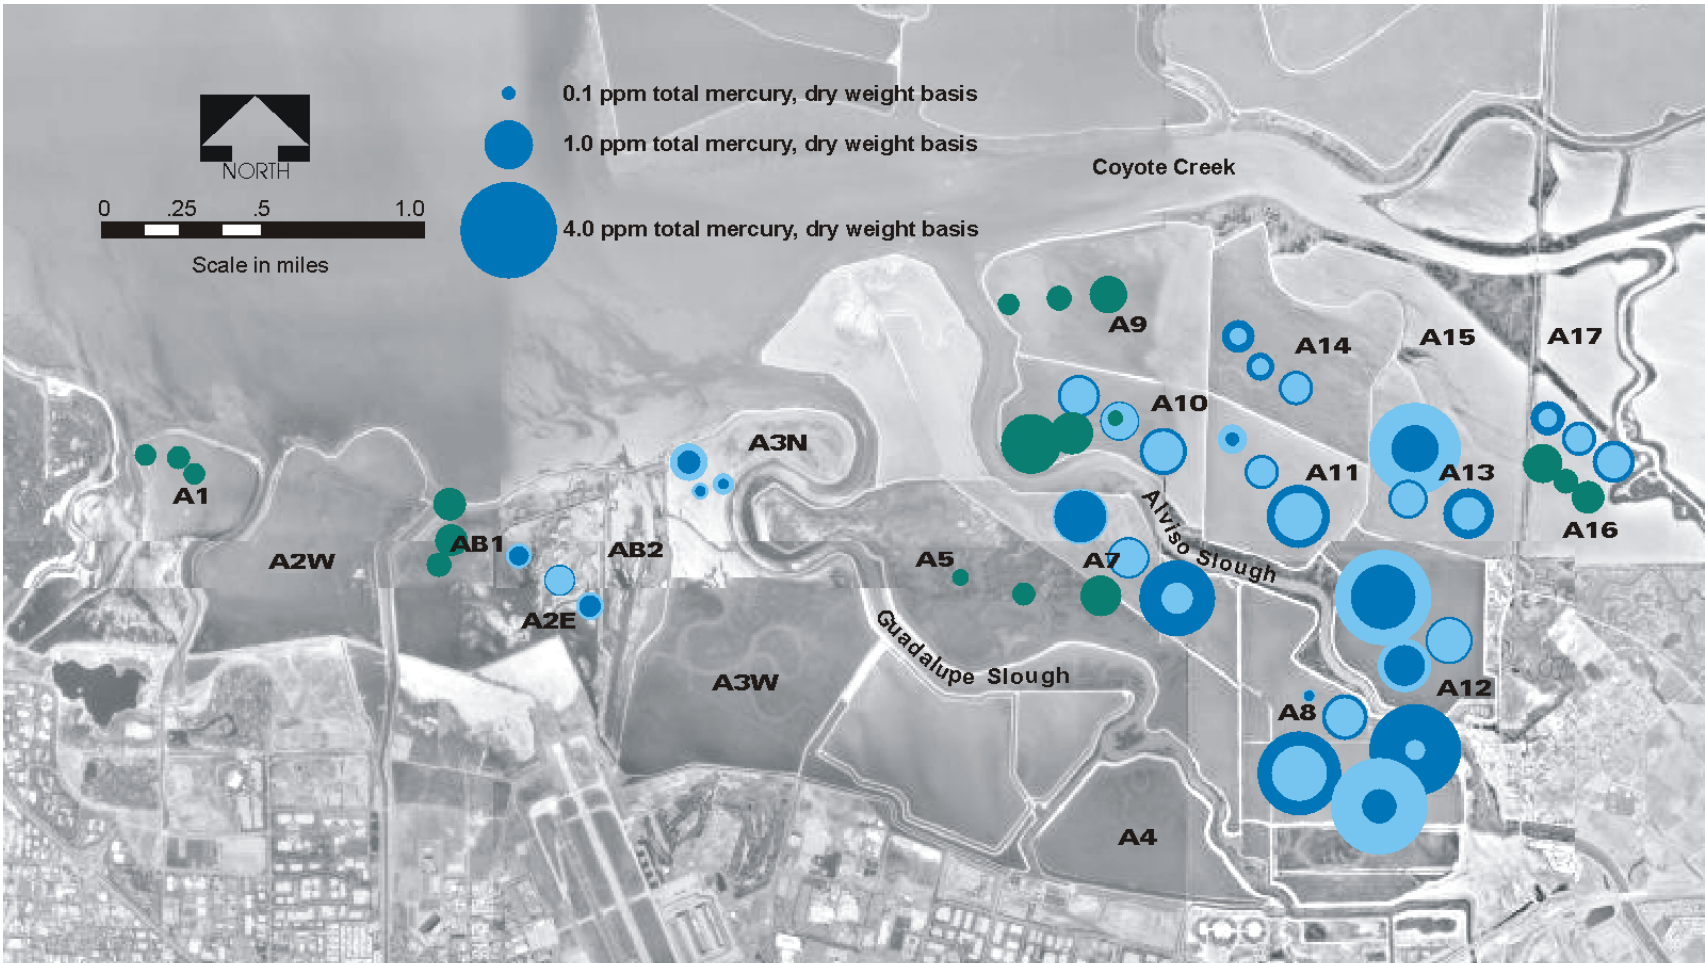 0.1 ppm total mercury, dry weight basis
1.0 ppm total mercury, dry weight basis
4.0 ppm total mercury, dry weight basis
NORTH
0 .25 .5 1.0
Scale in miles
Coyote Creek
A9
A14
A15
A17
A10
A3N
A1
A11
A13
A16
Alviso Slough
AB1
A2W
AB2
A5
A7
A2E
Guadalupe Slough
A3W
A12
A8
A4